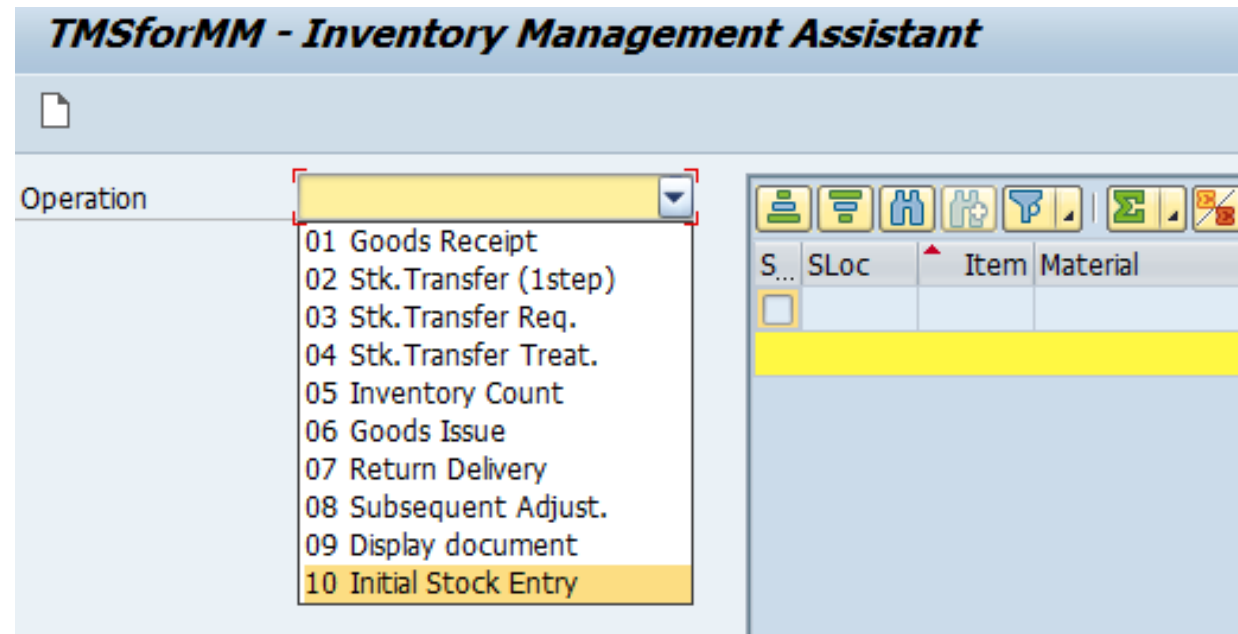 TMSforMM - Inventory Management Assistant
Operation
01 Goods Receipt
02 Stk.Transfer (1step)
03 Stk.Transfer Req.
04 Stk.Transfer Treat.
05 Inventory Count
06 Goods Issue
07 Return Delivery
08 Subsequent Adjust.
09 Display document
10 Initial Stock Entry
S... SLoc Item Material